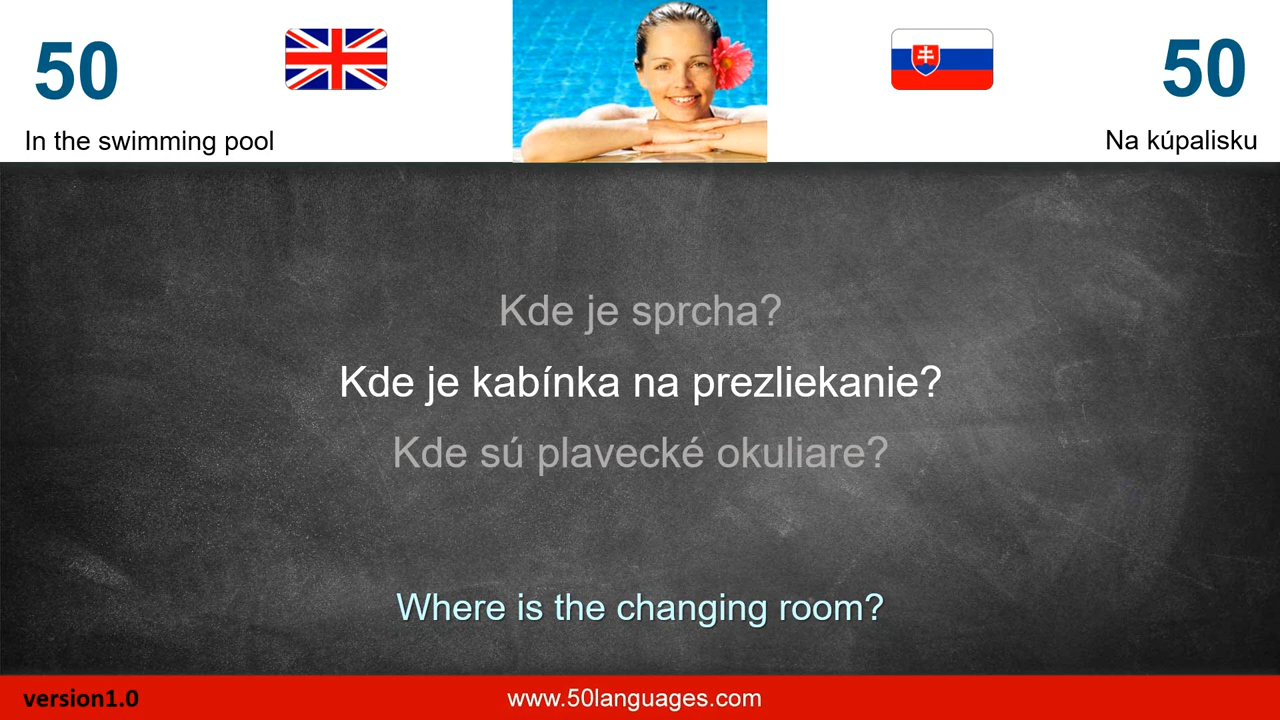 50
50
In the swimming pool
Na kúpalisku
Kde je sprcha?
Kde je kabínka na prezliekanie?
Kde sú plavecké okuliare?
Where is the changing room?
version1.0
www.50languages.com